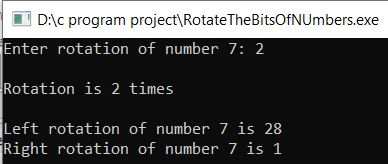 D:\c program project\RotateTheBitsOfNUmbers.exe
Enter rotation of number 7: 2
Rotation is 2 times
Left rotation of number 7 is 28
Right rotation of number 7 is 1